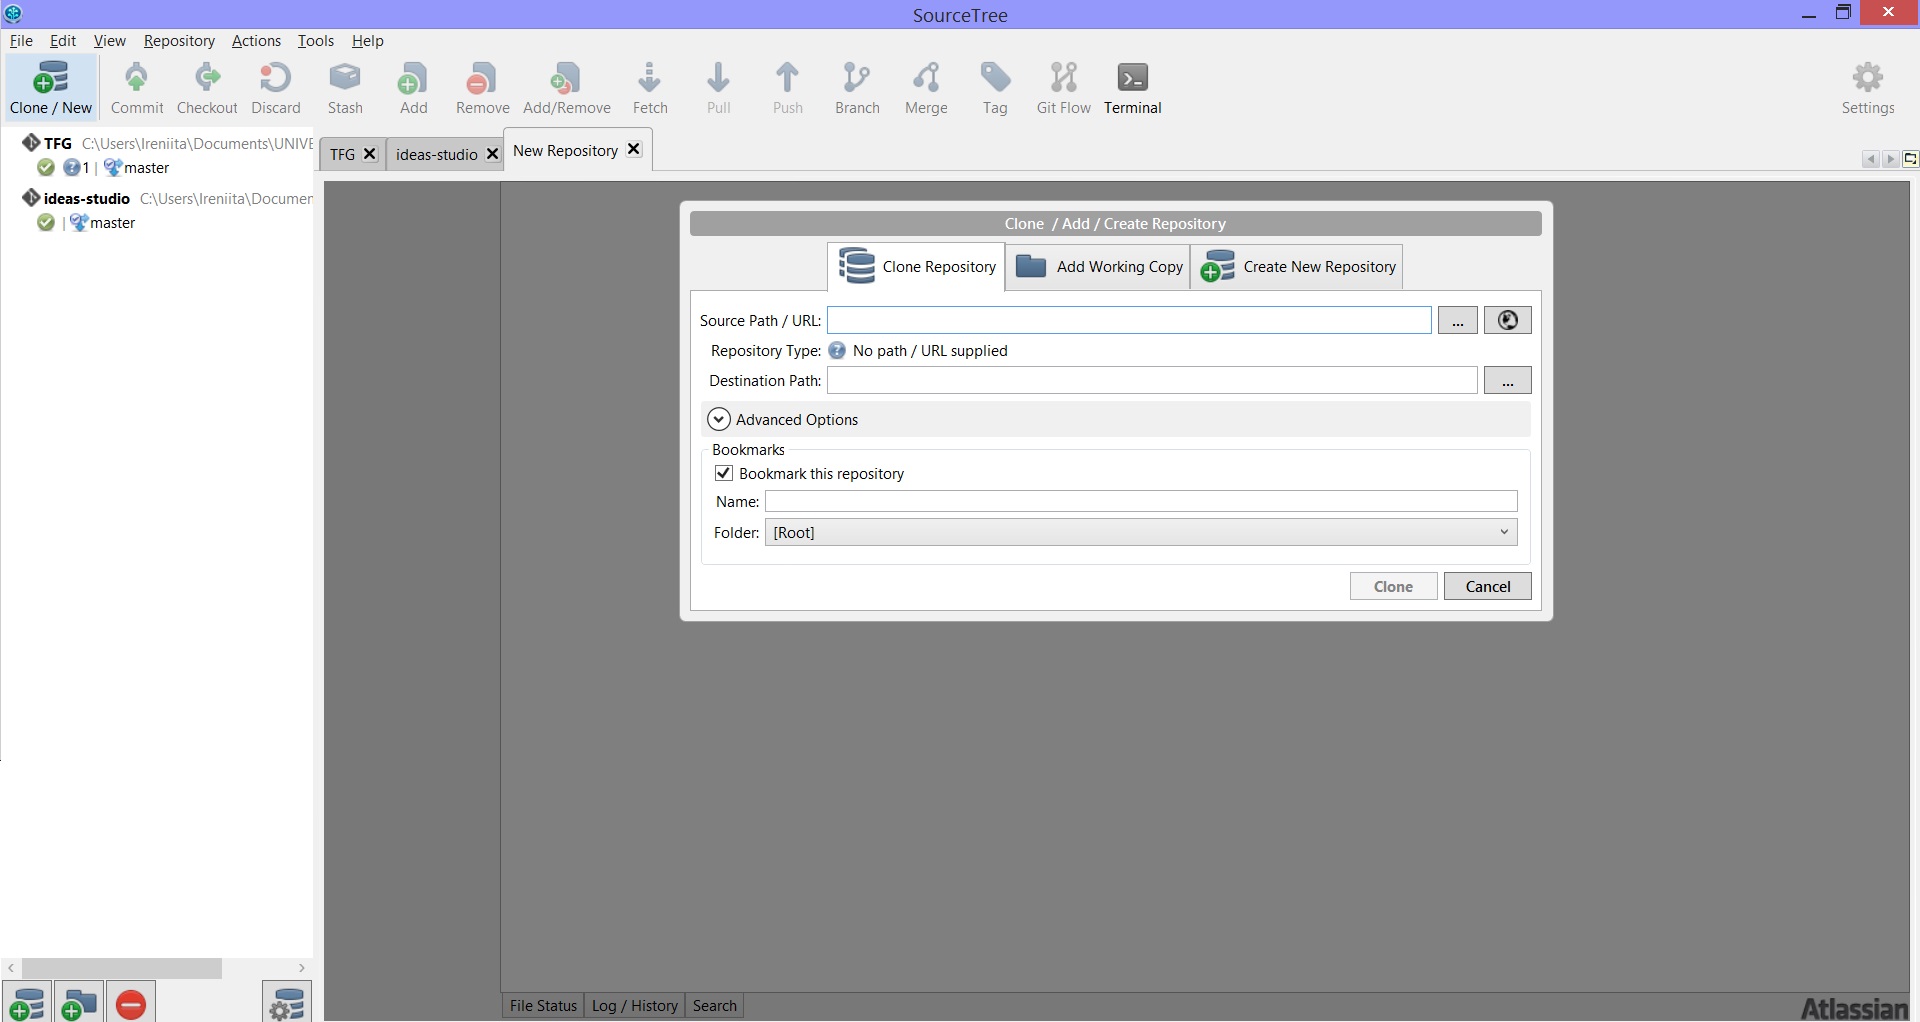 SourceTree
File Edit View Repository Actions Tools Help
Clone / New Commit Checkout Discard Stash Add Remove Add/Remove Fetch Pull Push Branch Merge Tag Git Flow Terminal Settings
TFG C:\Users\Ireniita\Documents\UNIVE
1 | master
ideas-studio C:\Users\Ireniita\Documen
| master
TFG ideas-studio New Repository
Clone / Add / Create Repository
Clone Repository Add Working Copy Create New Repository
Source Path / URL: ...
Repository Type: ? No path / URL supplied
Destination Path: ...
Advanced Options
Bookmarks
Bookmark this repository
Name:
Folder: [Root]
Clone Cancel
File Status Log / History Search
Atlassian